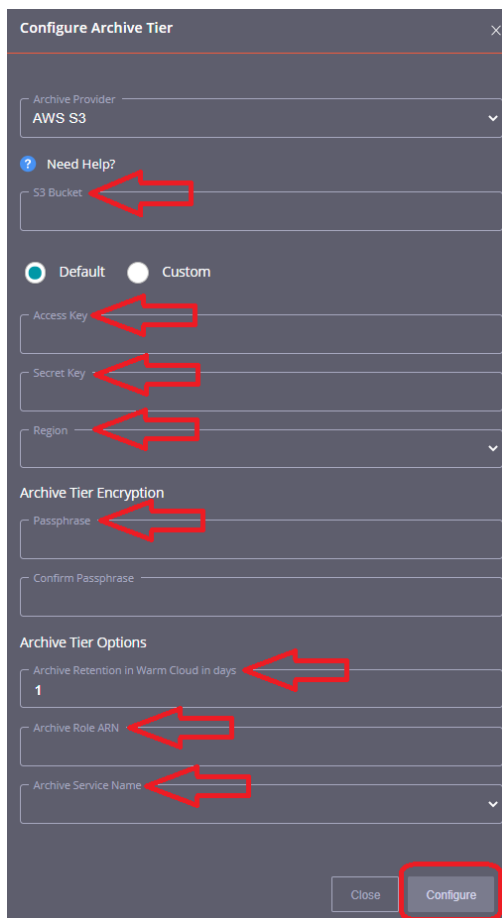 Configure Archive Tier
×
Archive Provider
AWS S3
? Need Help?
S3 Bucket
Default Custom
Access Key
Secret Key
Region
Archive Tier Encryption
Passphrase
Confirm Passphrase
Archive Tier Options
Archive Retention in Warm Cloud in days
1
Archive Role ARN
Archive Service Name
Close Configure